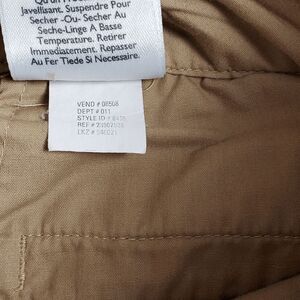 Javellisant. Suspendre Pour
Secher -Ou- Secher Au
Seche-Linge A Basse
Temperature. Retirer
Immediatement. Repasser
Au Fer Tiede Si Necessaire.
VEND # 08508
DEPT # 011
STYLE ID #
REF #
LKZ #